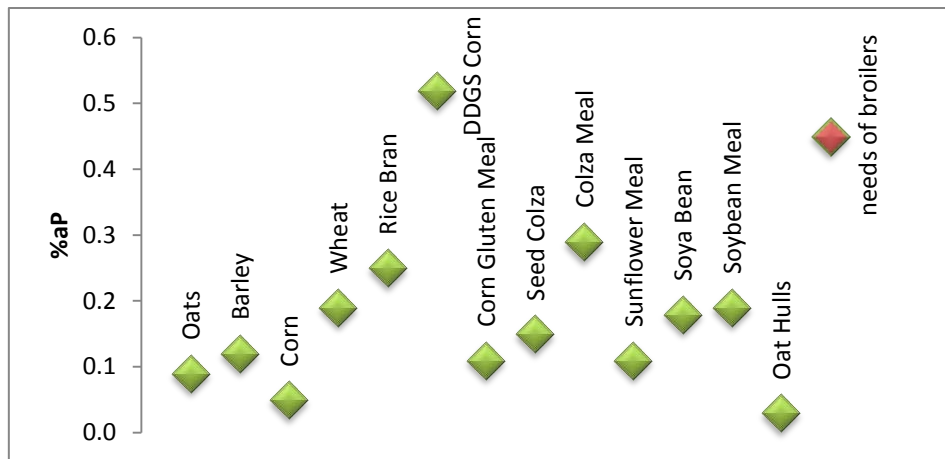 0.6
0.5
0.4
0.3
0.2
0.1
0.0
%aP
Oats
Barley
Corn
Wheat
Rice Bran
DDGS Corn
Corn Gluten Meal
Seed Colza
Colza Meal
Sunflower Meal
Soya Bean
Soybean Meal
Oat Hulls
needs of broilers